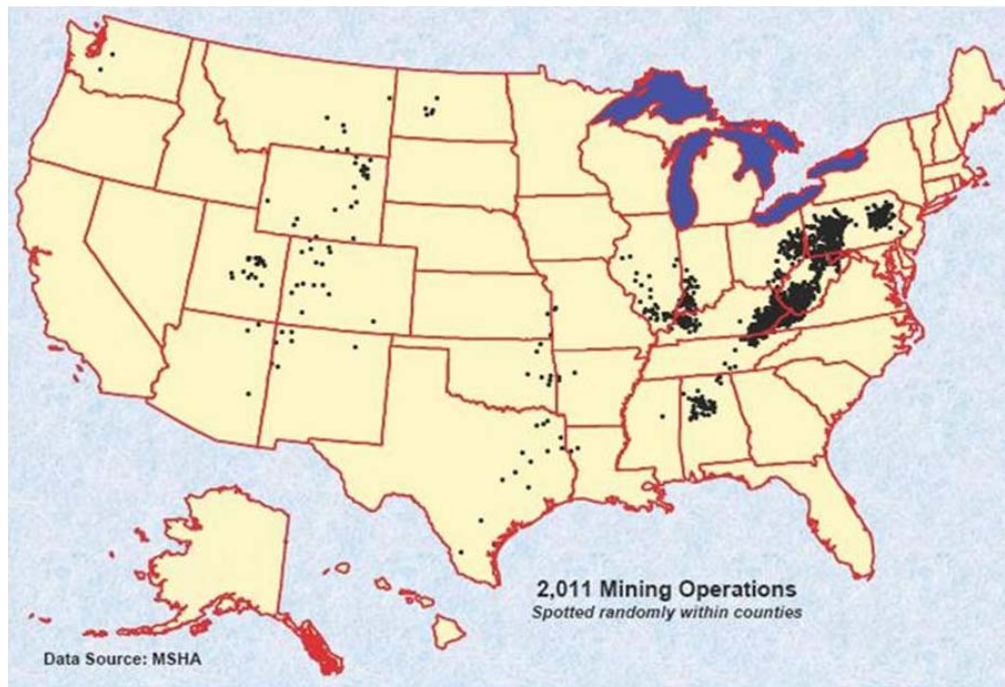 2,011 Mining Operations
Spotted randomly within counties
Data Source: MSHA